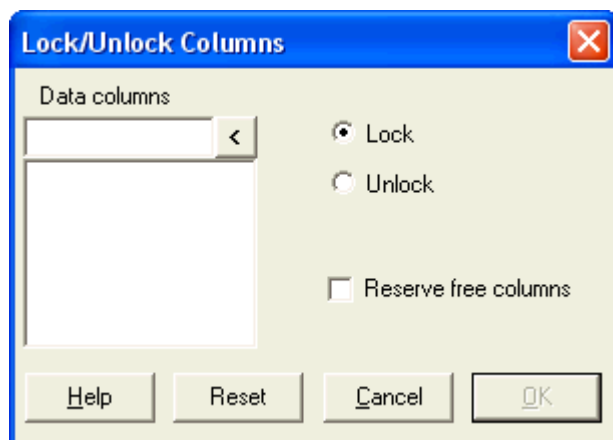 Lock/Unlock Columns
Data columns
<
Lock
Unlock
Reserve free columns
Help Reset Cancel OK